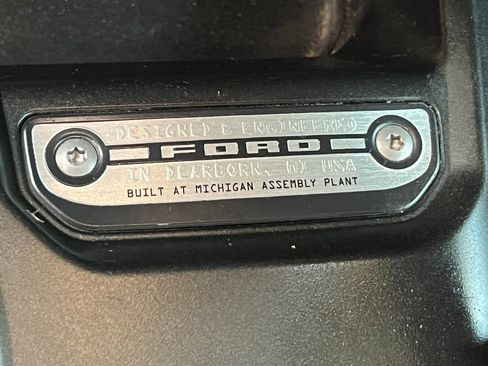 DESIGNED & ENGINEERED
FORD
IN DEARBORN, MI USA
BUILT AT MICHIGAN ASSEMBLY PLANT